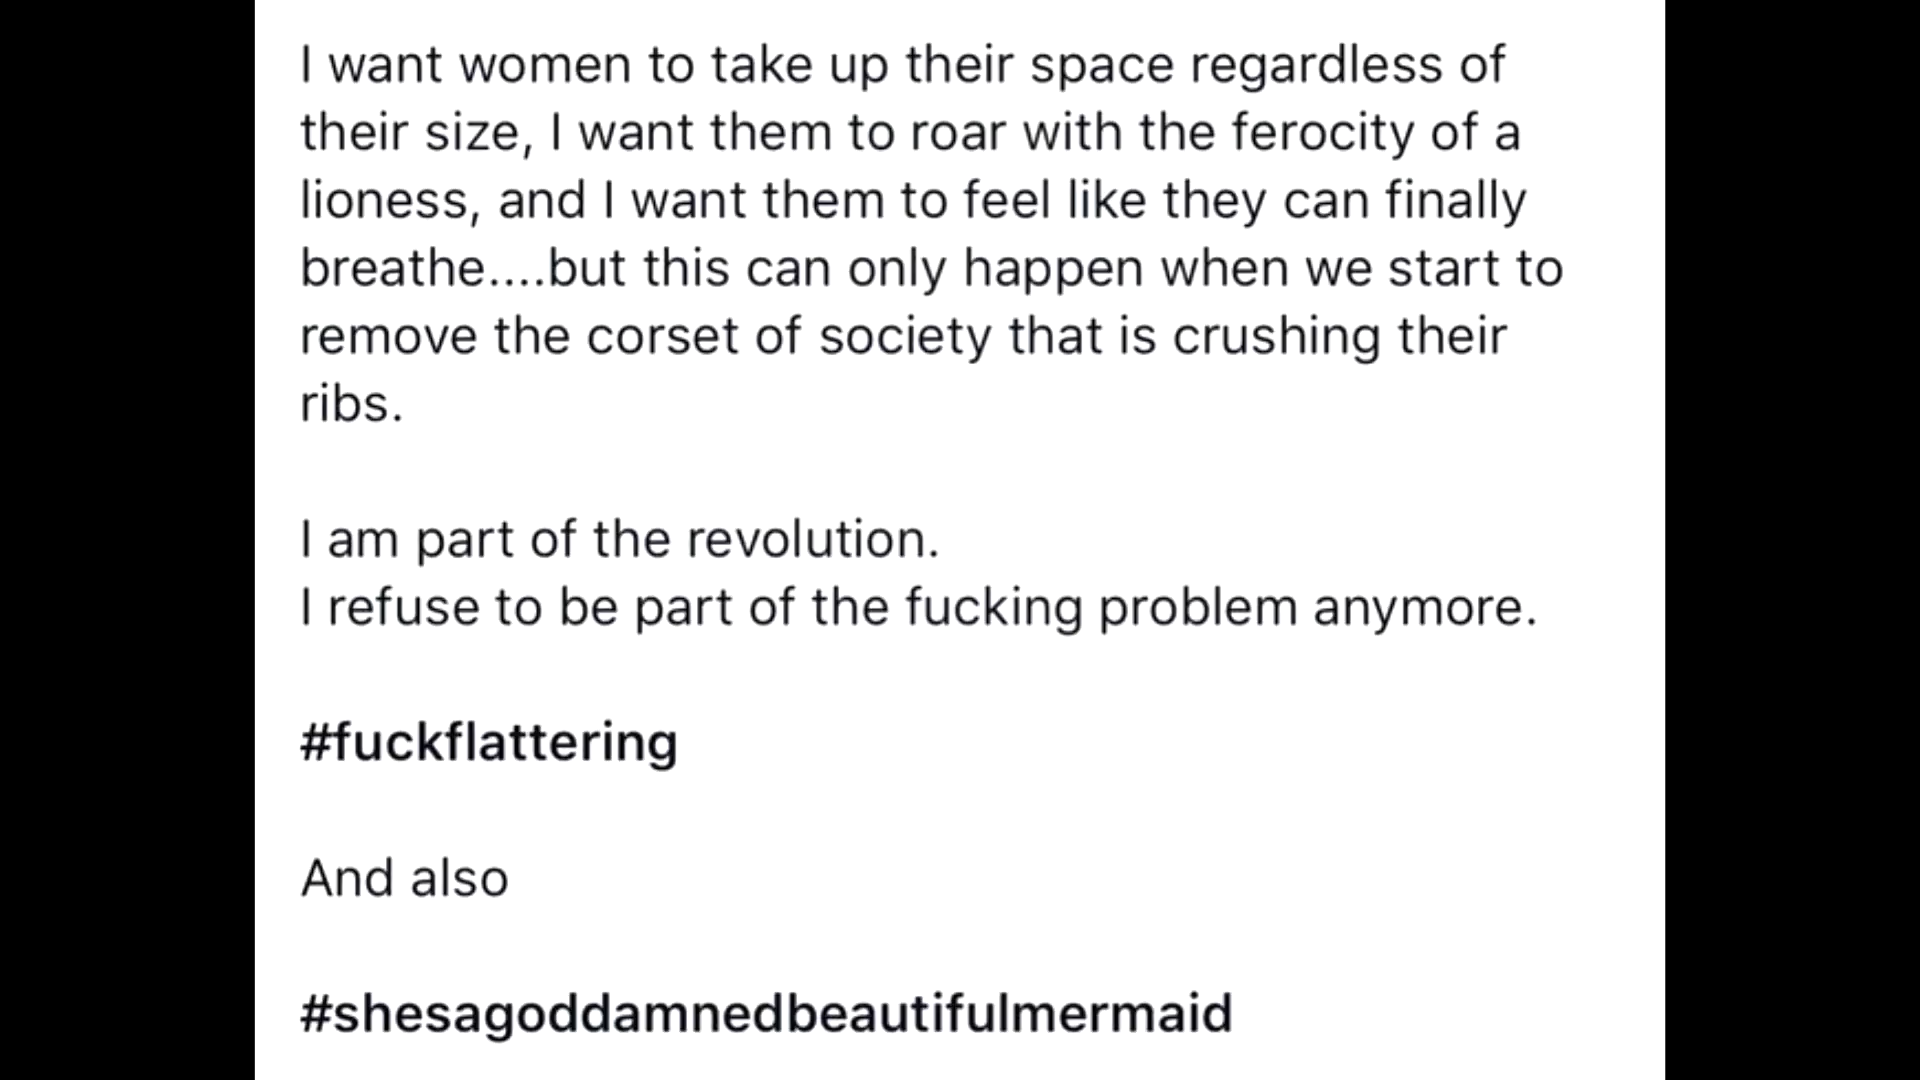 I want women to take up their space regardless of
their size, I want them to roar with the ferocity of a
lioness, and I want them to feel like they can finally
breathe....but this can only happen when we start to
remove the corset of society that is crushing their
ribs.
I am part of the revolution.
I refuse to be part of the fucking problem anymore.
#fuckflattering
And also
#shesagoddamnedbeautifulmermaid